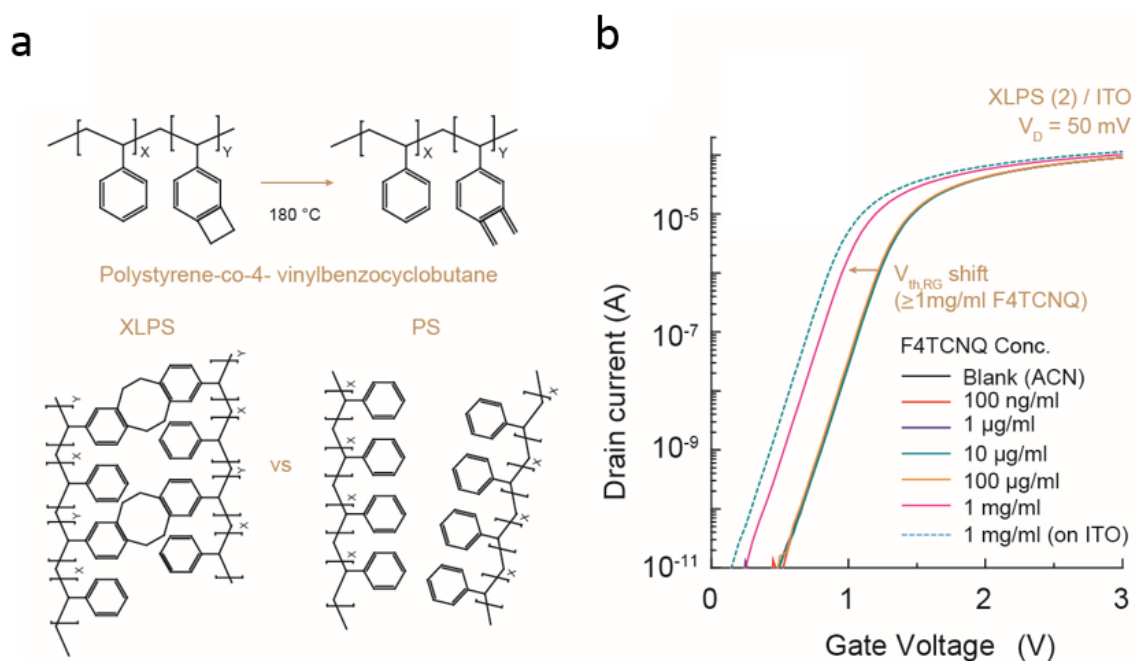 a
X
Y
180 °C
X
Y
Polystyrene-co-4- vinylbenzocyclobutane
XLPS
vs
PS
Y
Y
X
X
Y
Y
X
X
X
X
X
X
X
X
X
b
XLPS (2) / ITO
V_D = 50 mV
V_th,RG shift
(≥1mg/ml F4TCNQ)
F4TCNQ Conc.
Blank (ACN)
100 ng/ml
1 µg/ml
10 µg/ml
100 µg/ml
1 mg/ml
1 mg/ml (on ITO)
Drain current (A)
10^-5
10^-7
10^-9
10^-11
0
1
2
3
Gate Voltage (V)